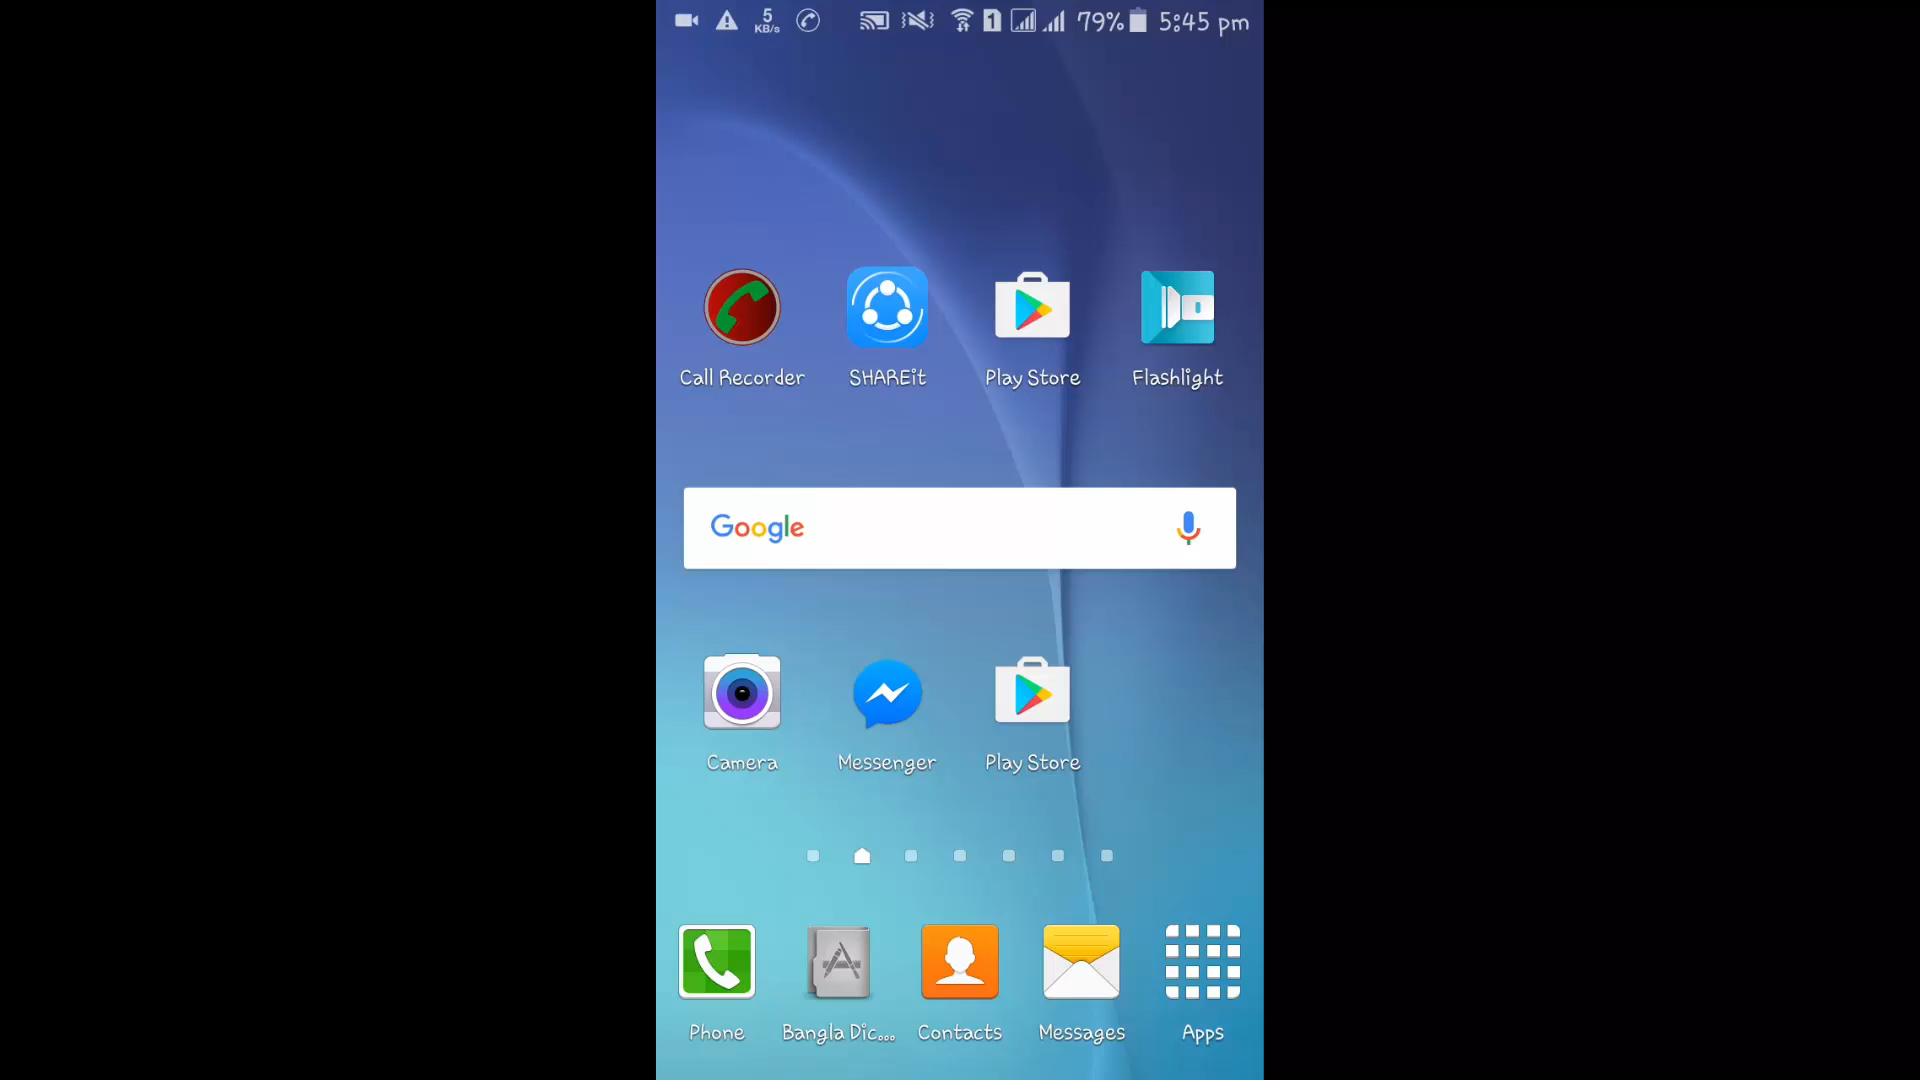 5 KB/s 1 79% 5:45 pm
Call Recorder SHAREit Play Store Flashlight
Google
Camera Messenger Play Store
Phone Bangla Dic... Contacts Messages Apps